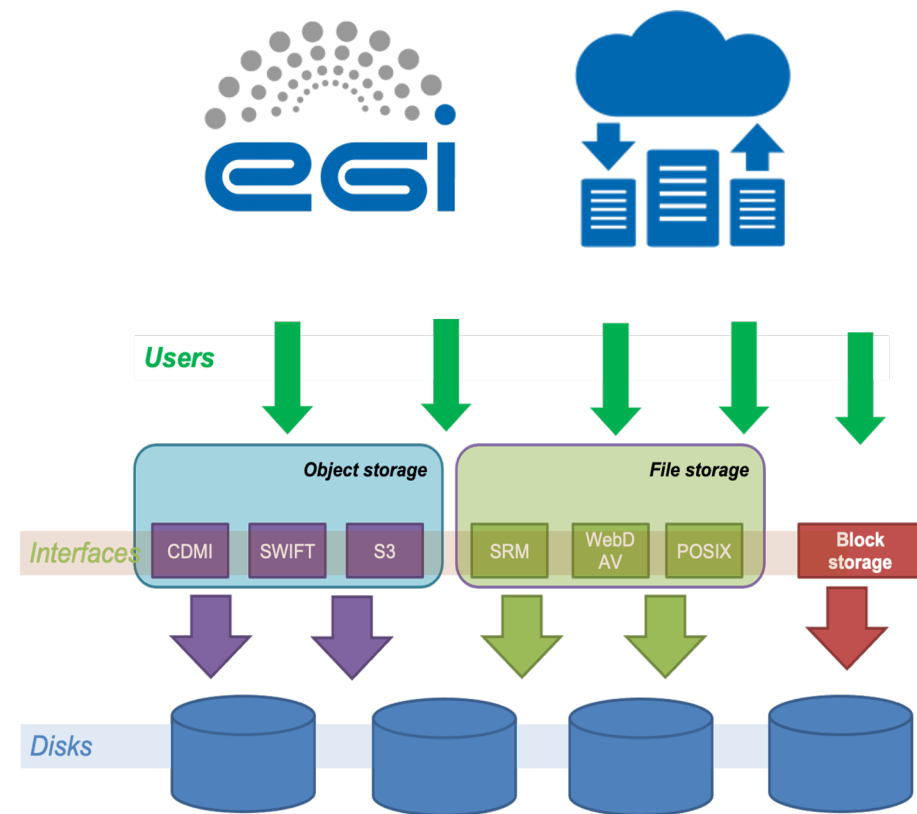 egi
Users
Object storage
File storage
Interfaces
CDMI
SWIFT
S3
SRM
WebD
AV
POSIX
Block
storage
Disks